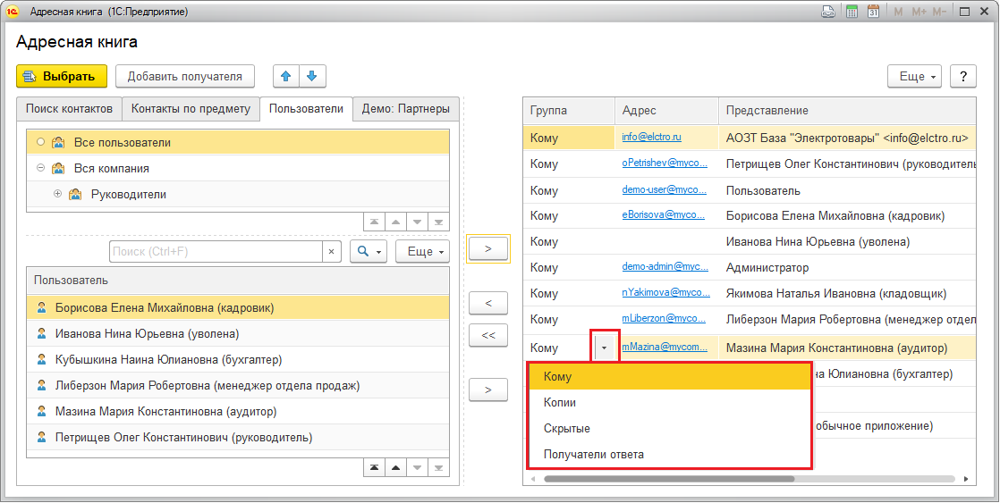 Адресная книга (1С:Предприятие)
31 M M+ M-
Адресная книга
Выбрать Добавить получателя Еще ?
Поиск контактов Контакты по предмету Пользователи Демо: Партнеры
Все пользователи
Вся компания
Руководители
Поиск (Ctrl+F) × Еще
Пользователь
Борисова Елена Михайловна (кадровик)
Иванова Нина Юрьевна (уволена)
Кубышкина Наина Юлиановна (бухгалтер)
Либерзон Мария Робертовна (менеджер отдела продаж)
Мазина Мария Константиновна (аудитор)
Петрищев Олег Константинович (руководитель)
>
<
<<
>
Группа Адрес Представление
Кому info@elctro.ru АОЗТ База "Электротовары" <info@elctro.ru>
Кому oPetrishev@myco... Петрищев Олег Константинович (руководитель
Кому demo-user@myco... Пользователь
Кому eBorisova@myco... Борисова Елена Михайловна (кадровик)
Кому Иванова Нина Юрьевна (уволена)
Кому demo-admin@myc... Администратор
Кому nYakimova@myco... Якимова Наталья Ивановна (кладовщик)
Кому mLiberzon@myco... Либерзон Мария Робертовна (менеджер отдел
Кому mMazina@mycom... Мазина Мария Константиновна (аудитор)
Кому на Юлиановна (бухгалтер)
Копии
Скрытые обычное приложение)
Получатели ответа